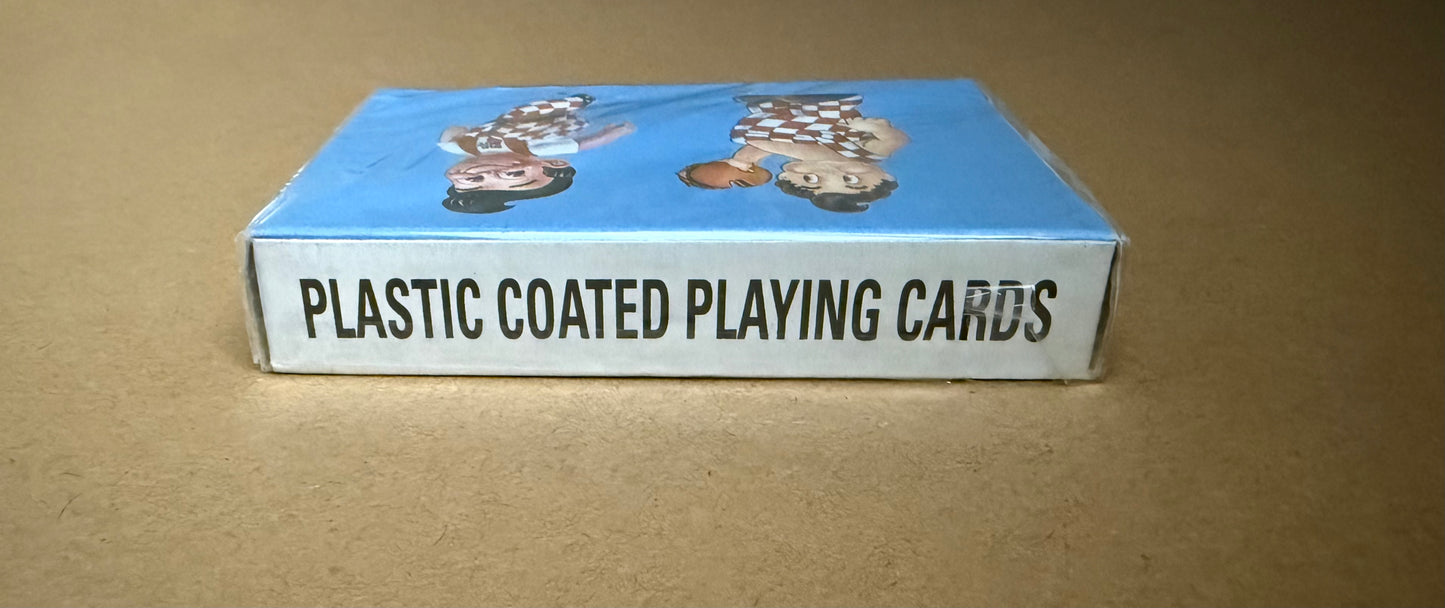 PLASTIC COATED PLAYING CARDS